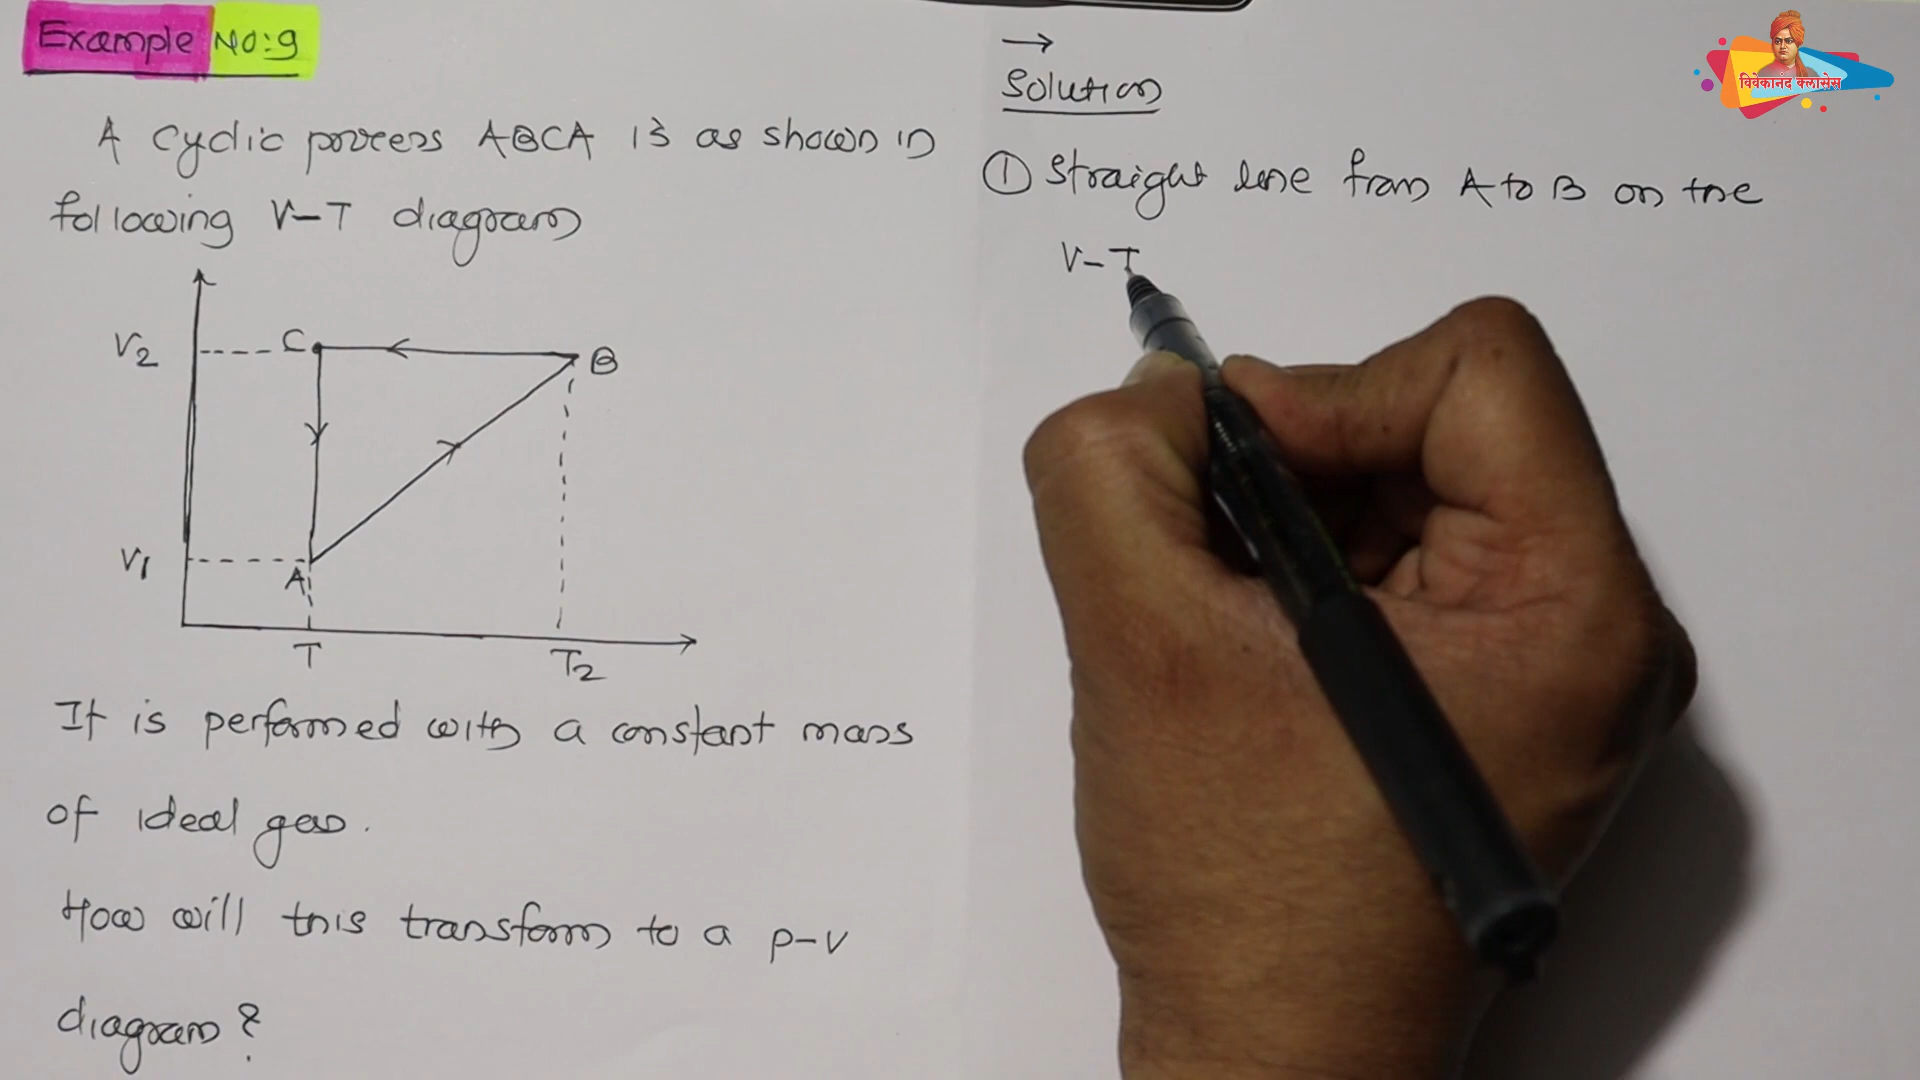 Example No:9
A cyclic process ABCA is as shown in
following V-T diagram
V2
C
B
V1
A
T
T2
It is performed with a constant mass
of ideal gas.
How will this transform to a p-v
diagram?
→
Solution
① Straight line from A to B on the
V-T
विवेकानंद क्लासेस